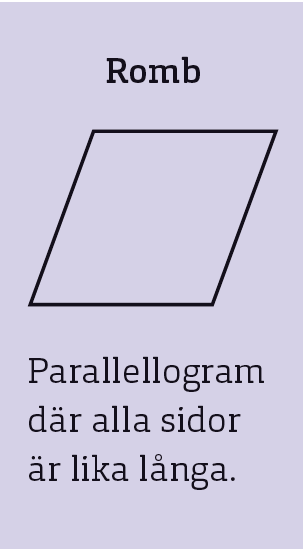 Romb
Parallellogram
där alla sidor
är lika långa.